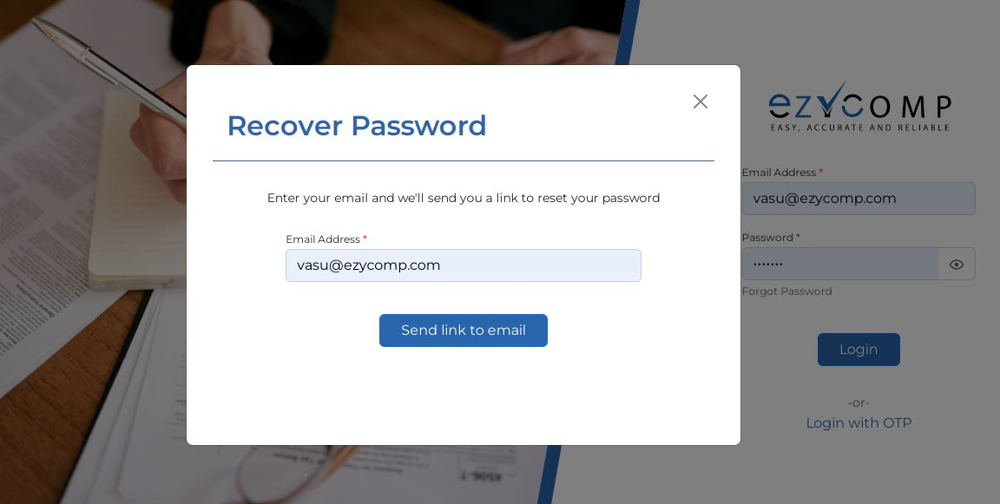 Recover Password
Enter your email and we'll send you a link to reset your password
Email Address *
vasu@ezycomp.com
Send link to email
ezycomp
EASY, ACCURATE AND RELIABLE
Email Address *
vasu@ezycomp.com
Password *
•••••••
Forgot Password
Login
-or-
Login with OTP
4506-T